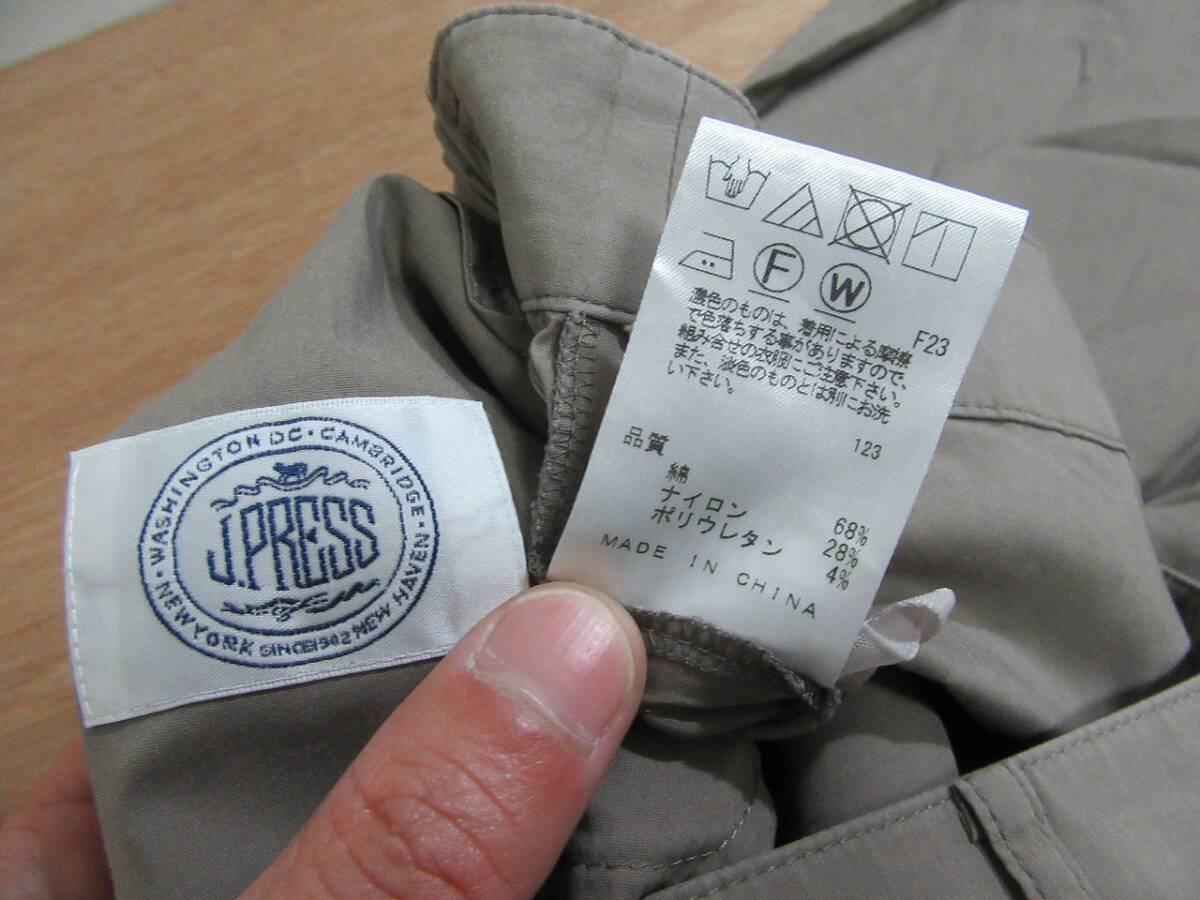 WASHINGTON DC · CAMBRIDGE ·
J.PRESS
· NEW YORK SINCE1902 NEW HAVEN
F W
F23
濃色のものは、着用による摩擦
で色落ちする事がありますので、
組み合せの衣服にご注意下さい。
また、淡色のものとは別にお洗
い下さい。
123
品質
綿 68%
ナイロン 28%
ポリウレタン 4%
MADE IN CHINA